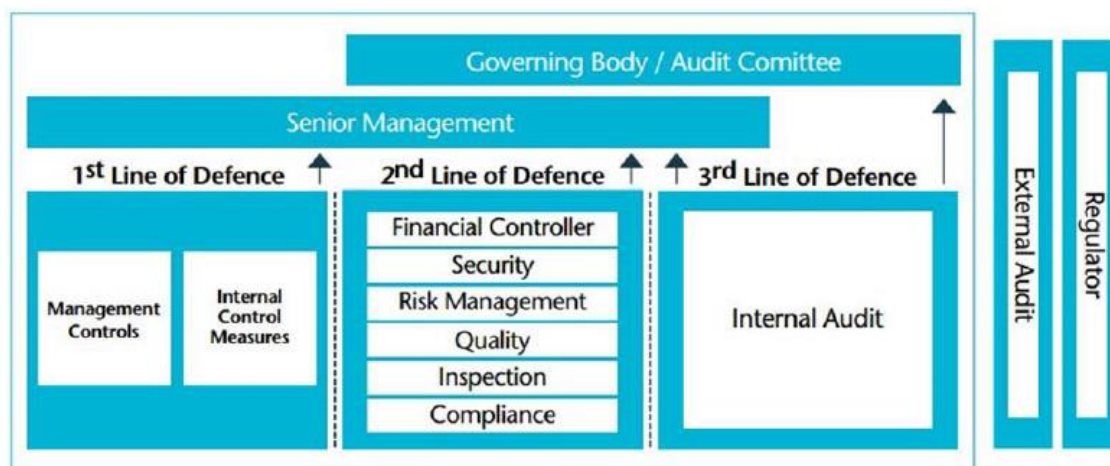 Governing Body / Audit Comittee
Senior Management
1st Line of Defence
2nd Line of Defence
3rd Line of Defence
Management
Controls
Internal
Control
Measures
Financial Controller
Security
Risk Management
Quality
Inspection
Compliance
Internal Audit
External Audit
Regulator